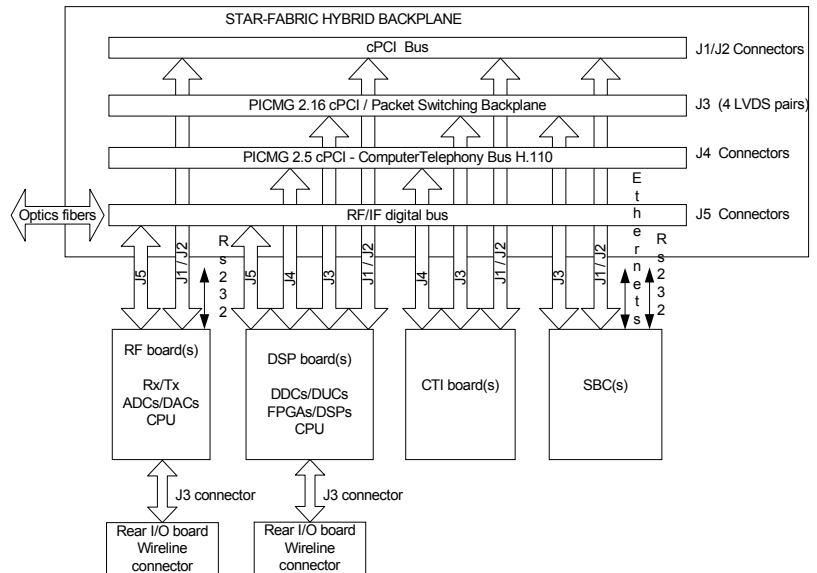 STAR-FABRIC HYBRID BACKPLANE
cPCI Bus
J1/J2 Connectors
PICMG 2.16 cPCI / Packet Switching Backplane
J3 (4 LVDS pairs)
PICMG 2.5 cPCI - ComputerTelephony Bus H.110
J4 Connectors
Optics fibers
RF/IF digital bus
J5 Connectors
J5
J1 / J2
Rs232
J5
J4
J3
J1 / J2
J4
J3
J1 / J2
J3
J1 / J2
Ethernets
Rs232
RF board(s)
Rx/Tx
ADCs/DACs
CPU
DSP board(s)
DDCs/DUCs
FPGAs/DSPs
CPU
CTI board(s)
SBC(s)
J3 connector
J3 connector
Rear I/O board
Wireline
connector
Rear I/O board
Wireline
connector